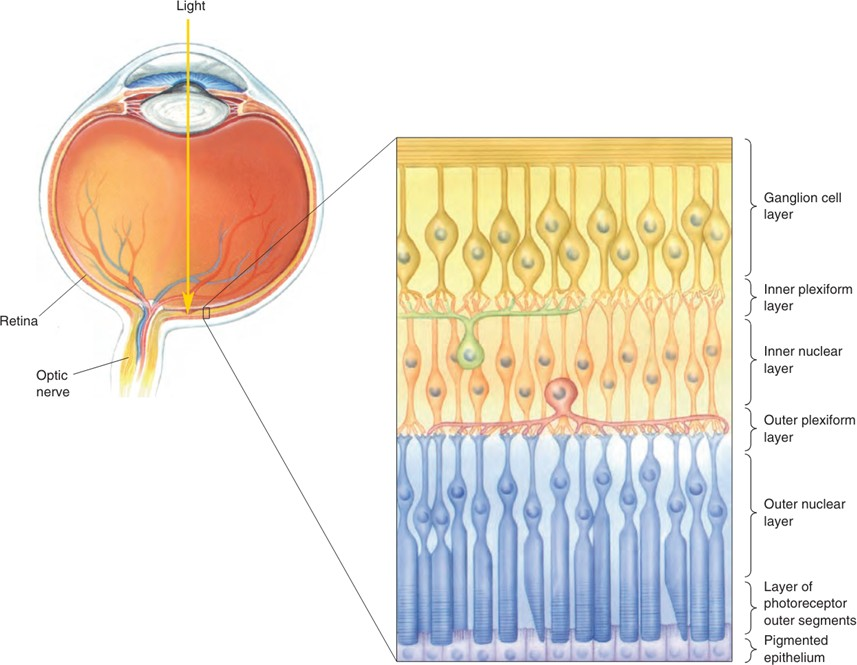 Light
Retina
Optic
nerve
Ganglion cell
layer
Inner plexiform
layer
Inner nuclear
layer
Outer plexiform
layer
Outer nuclear
layer
Layer of
photoreceptor
outer segments
Pigmented
epithelium